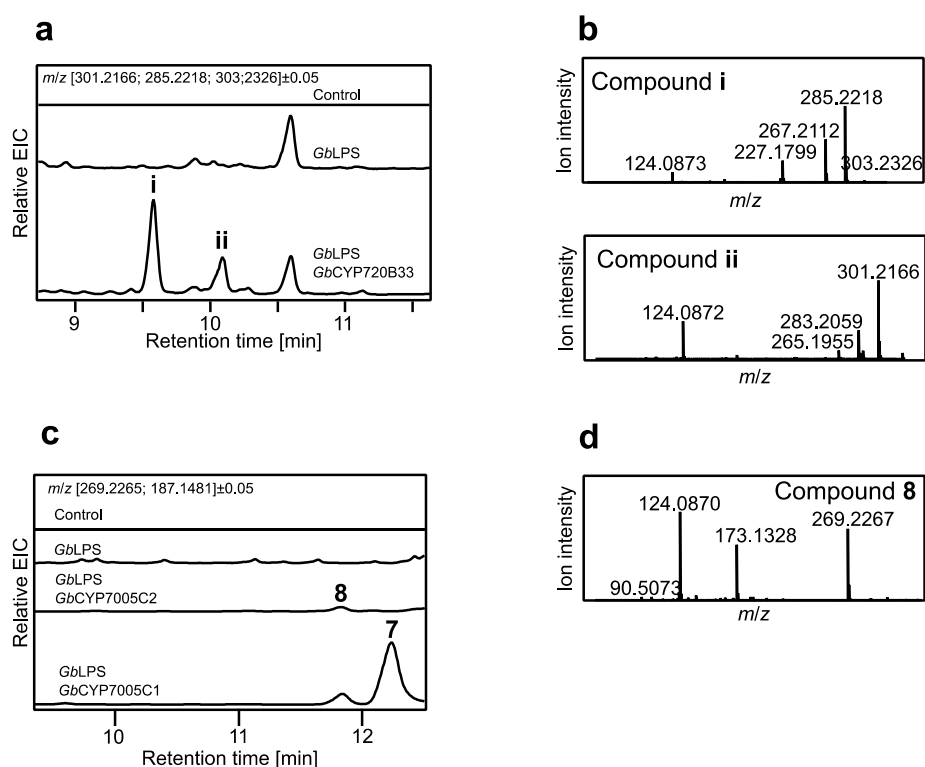 a
m/z [301.2166; 285.2218; 303;2326]±0.05
Control
GbLPS
i
ii
GbLPS
GbCYP720B33
Relative EIC
9
10
11
Retention time [min]
b
Compound i
285.2218
267.2112
227.1799
124.0873
303.2326
Ion intensity
m/z
Compound ii
301.2166
124.0872
283.2059
265.1955
Ion intensity
m/z
c
m/z [269.2265; 187.1481]±0.05
Control
GbLPS
GbLPS
GbCYP7005C2
8
7
GbLPS
GbCYP7005C1
Relative EIC
10
11
12
Retention time [min]
d
Compound 8
124.0870
269.2267
173.1328
90.5073
Ion intensity
m/z